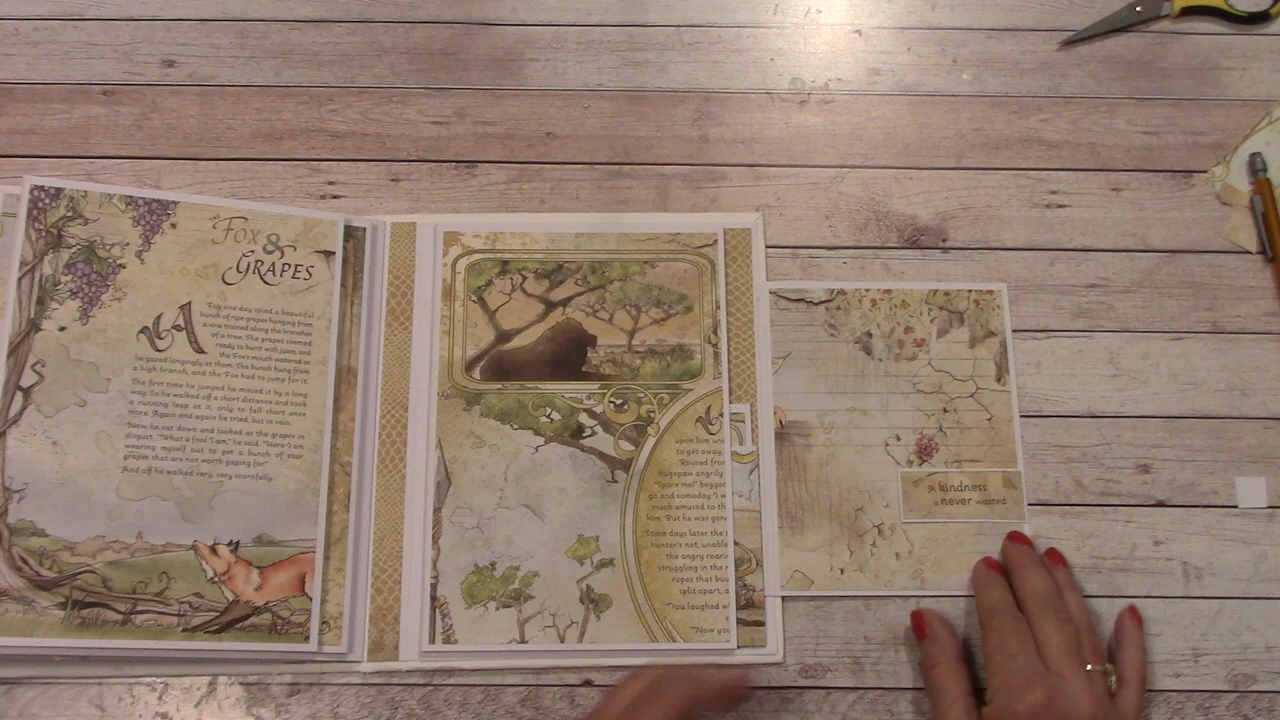 The
Fox
&
GRAPES
A Fox one day spied a beautiful
bunch of ripe grapes hanging from
a vine trained along the branches
of a tree. The grapes seemed
ready to burst with juice, and
the Fox's mouth watered as
he gazed longingly at them. The bunch hung from
a high branch, and the Fox had to jump for it.
The first time he jumped he missed it by a long
way. So he walked off a short distance and took
a running leap at it, only to fall short once
more. Again and again he tried, but in vain.
Now he sat down and looked at the grapes in
disgust. "What a fool I am," he said. "Here I am
wearing myself out to get a bunch of sour
grapes that are not worth gaping for."
And off he walked very, very scornfully.
upon him
to get away,
Roused from
hugepaw angrily
"Spare me!" begged
go and someday I
much amused to
him. But he was
Some days later the
hunter's net, unable
the angry
struggling in the
ropes that
split apart,
"You laughed
"Now
A kindness
is never wasted